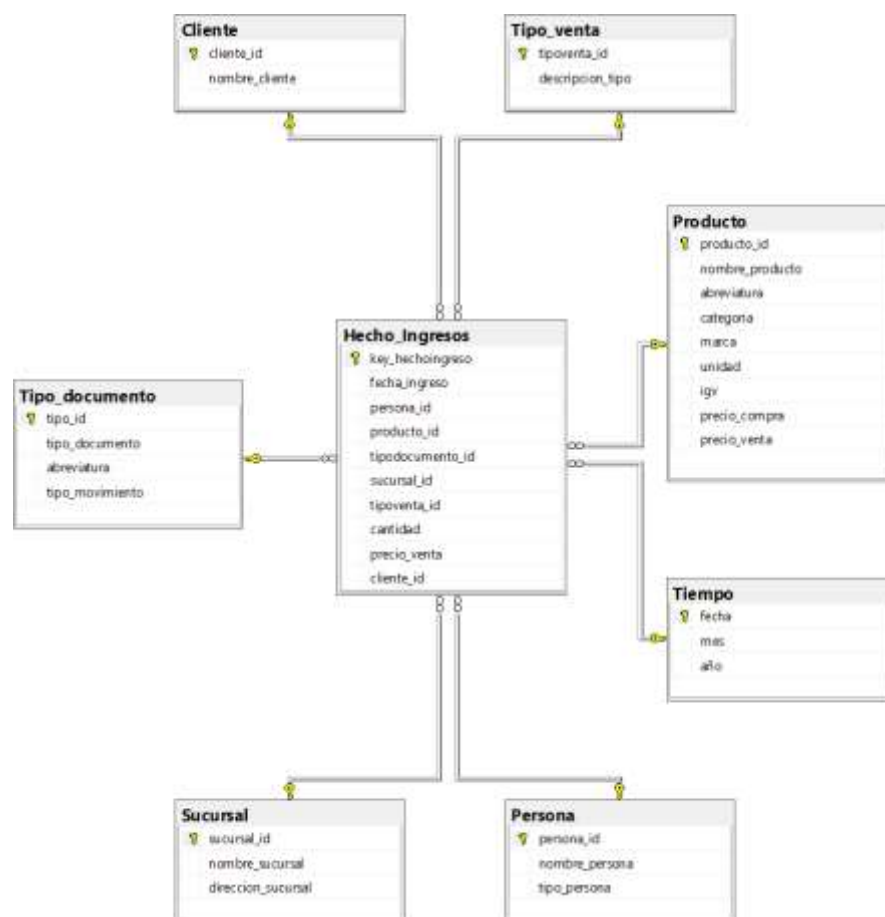 Cliente
cliente_id
nombre_cliente
Tipo_venta
tipoventa_id
descripcion_tipo
Producto
producto_id
nombre_producto
abreviatura
categoria
marca
unidad
igv
precio_compra
precio_venta
Hecho_Ingresos
key_hechoingreso
fecha_ingreso
persona_id
producto_id
tipodocumento_id
sucursal_id
tipoventa_id
cantidad
precio_venta
cliente_id
Tipo_documento
tipo_id
tipo_documento
abreviatura
tipo_movimiento
Tiempo
fecha
mes
año
Sucursal
sucursal_id
nombre_sucursal
direccion_sucursal
Persona
persona_id
nombre_persona
tipo_persona